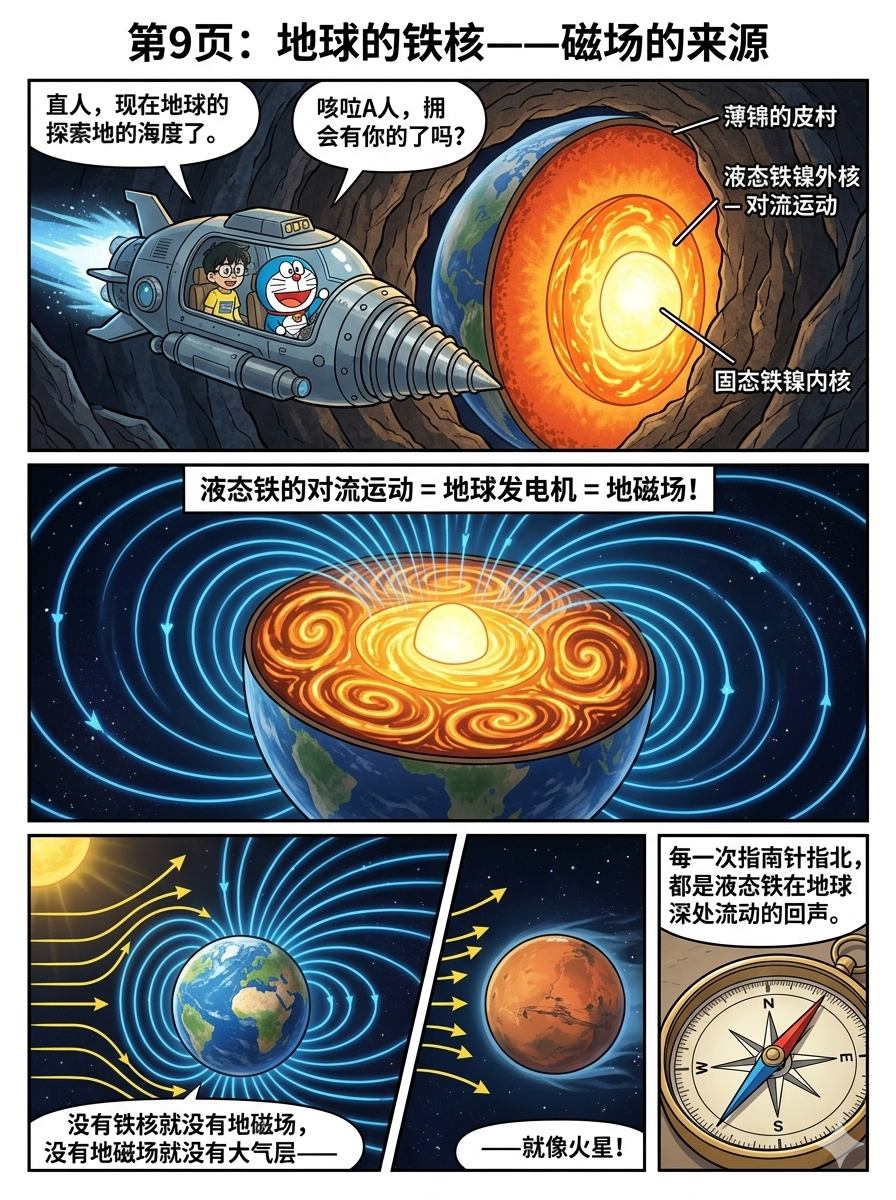 第9页：地球的铁核——磁场的来源
直人，现在地球的
探索地的海度了。
咳啦A人，拥
会有你的了吗？
薄锦的皮村
液态铁镍外核
– 对流运动
固态铁镍内核
液态铁的对流运动 = 地球发电机 = 地磁场！
没有铁核就没有地磁场，
没有地磁场就没有大气层——
——就像火星！
每一次指南针指北，
都是液态铁在地球
深处流动的回声。
N
E
S
W